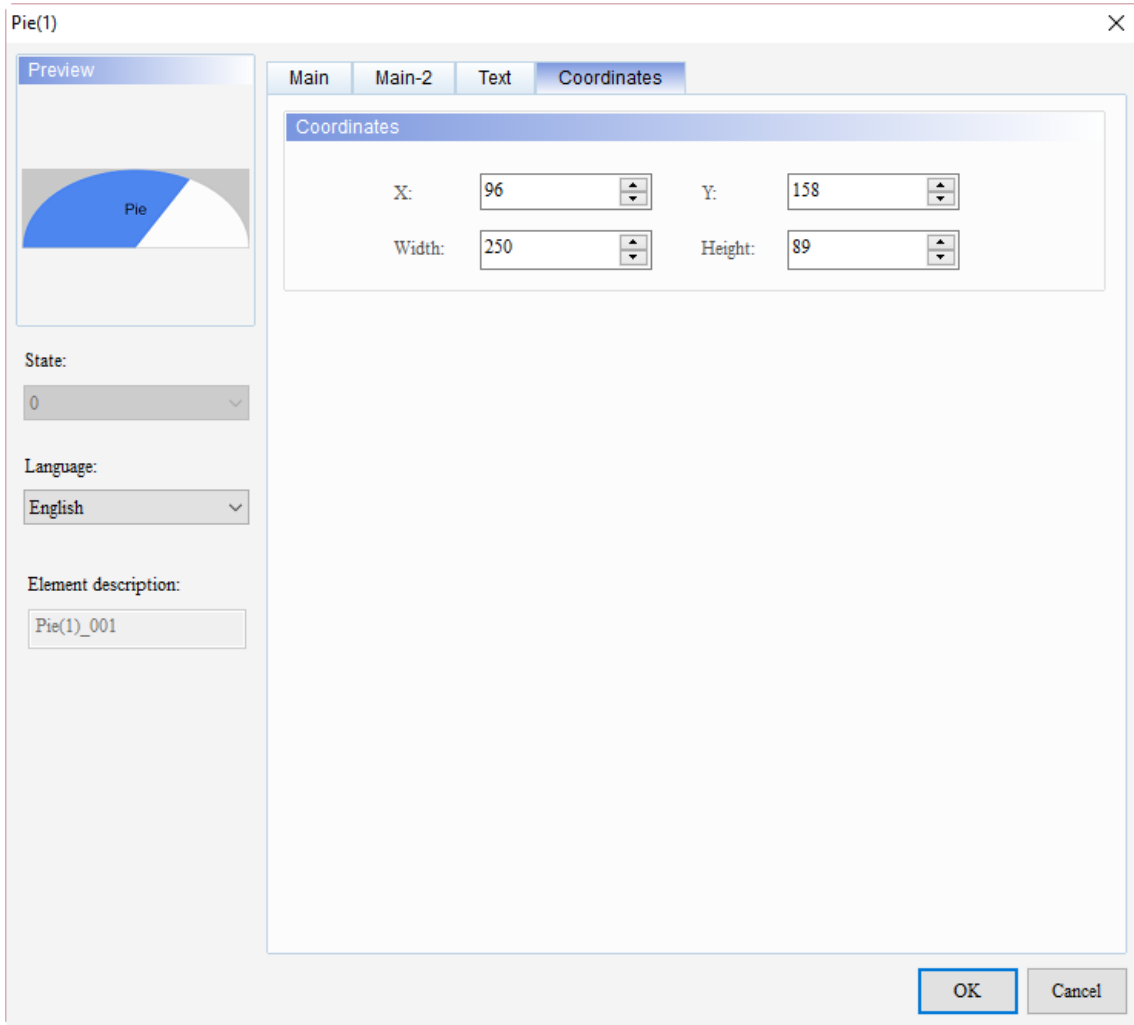 Pie(1)
Preview
Main Main-2 Text Coordinates
Coordinates
Pie
X: 96 Y: 158
Width: 250 Height: 89
State:
0
Language:
English
Element description:
Pie(1)_001
OK Cancel